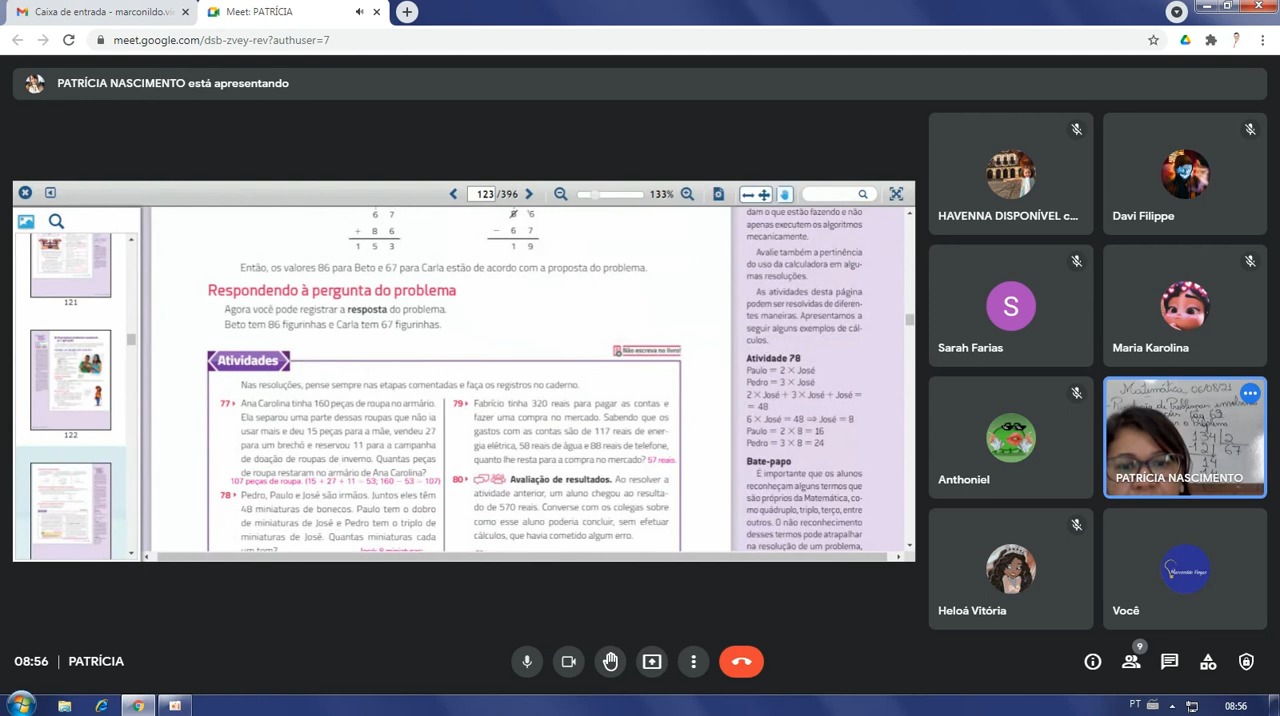 Caixa de entrada - marconildo.vie
Meet: PATRÍCIA
meet.google.com/dsb-zvey-rev?authuser=7
PATRÍCIA NASCIMENTO está apresentando
123 /396
133%
121
122
6 7
+ 8 6
1 5 3
8 16
- 6 7
1 9
Então, os valores 86 para Beto e 67 para Carla estão de acordo com a proposta do problema.
Respondendo à pergunta do problema
Agora você pode registrar a resposta do problema.
Beto tem 86 figurinhas e Carla tem 67 figurinhas.
Não escreva no livro!
Atividades
Nas resoluções, pense sempre nas etapas comentadas e faça os registros no caderno.
77 Ana Carolina tinha 160 peças de roupa no armário.
Ela separou uma parte dessas roupas que não ia
usar mais e deu 15 peças para a mãe, vendeu 27
para um brechó e reservou 11 para a campanha
de doação de roupas de inverno. Quantas peças
de roupa restaram no armário de Ana Carolina?
107 peças de roupa. (15 + 27 + 11 = 53; 160 − 53 = 107)
78 Pedro, Paulo e José são irmãos. Juntos eles têm
48 miniaturas de bonecos. Paulo tem o dobro
de miniaturas de José e Pedro tem o triplo de
miniaturas de José. Quantas miniaturas cada
um tem? José: 8 miniaturas;
79 Fabrício tinha 320 reais para pagar as contas e
fazer uma compra no mercado. Sabendo que os
gastos com as contas são de 117 reais de ener-
gia elétrica, 58 reais de água e 88 reais de telefone,
quanto lhe resta para a compra no mercado? 57 reais.
80 Avaliação de resultados. Ao resolver a
atividade anterior, um aluno chegou ao resulta-
do de 570 reais. Converse com os colegas sobre
como esse aluno poderia concluir, sem efetuar
cálculos, que havia cometido algum erro.
dam o que estão fazendo e não
apenas executem os algoritmos
mecanicamente.
Avalie também a pertinência
do uso da calculadora em algu-
mas resoluções.
As atividades desta página
podem ser resolvidas de diferen-
tes maneiras. Apresentamos a
seguir alguns exemplos de cál-
culos.
Atividade 78
Paulo = 2 × José
Pedro = 3 × José
2 × José + 3 × José + José =
= 48
6 × José = 48 ⇒ José = 8
Paulo = 2 × 8 = 16
Pedro = 3 × 8 = 24
Bate-papo
É importante que os alunos
reconheçam alguns termos que
são próprios da Matemática, co-
mo quádruplo, triplo, terço, entre
outros. O não reconhecimento
desses termos pode atrapalhar
na resolução de um problema,
HAVENNA DISPONÍVEL c...
Davi Filippe
S
Sarah Farias
Maria Karolina
Anthoniel
Matemática 06/08/21
134 2
67
PATRÍCIA NASCIMENTO
Heloá Vitória
Marconildo Viegas
Você
08:56 | PATRÍCIA
9
PT
08:56